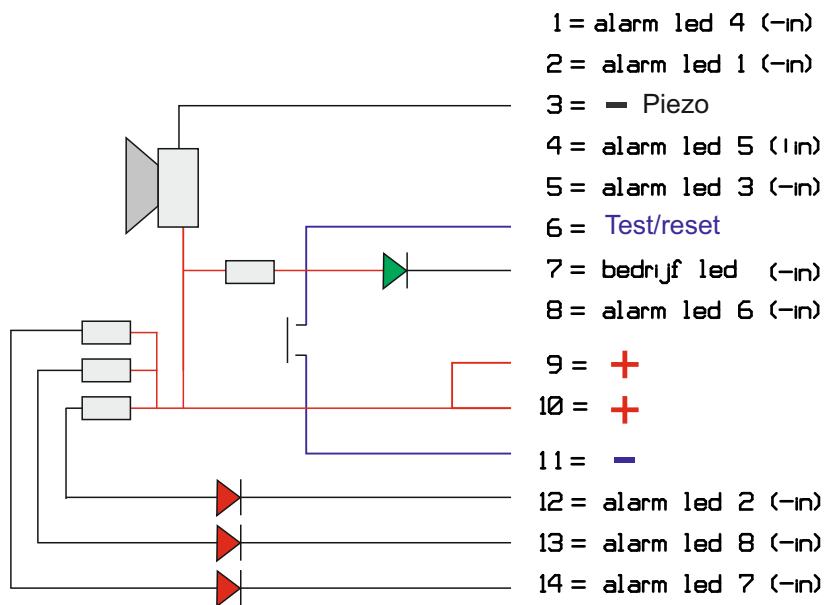 1 = alarm led 4 (-in)
2 = alarm led 1 (-in)
3 = - Piezo
4 = alarm led 5 (ıin)
5 = alarm led 3 (-in)
6 = Test/reset
7 = bedrijf led (-in)
8 = alarm led 6 (-in)
9 = +
10 = +
11 = -
12 = alarm led 2 (-in)
13 = alarm led 8 (-in)
14 = alarm led 7 (-in)